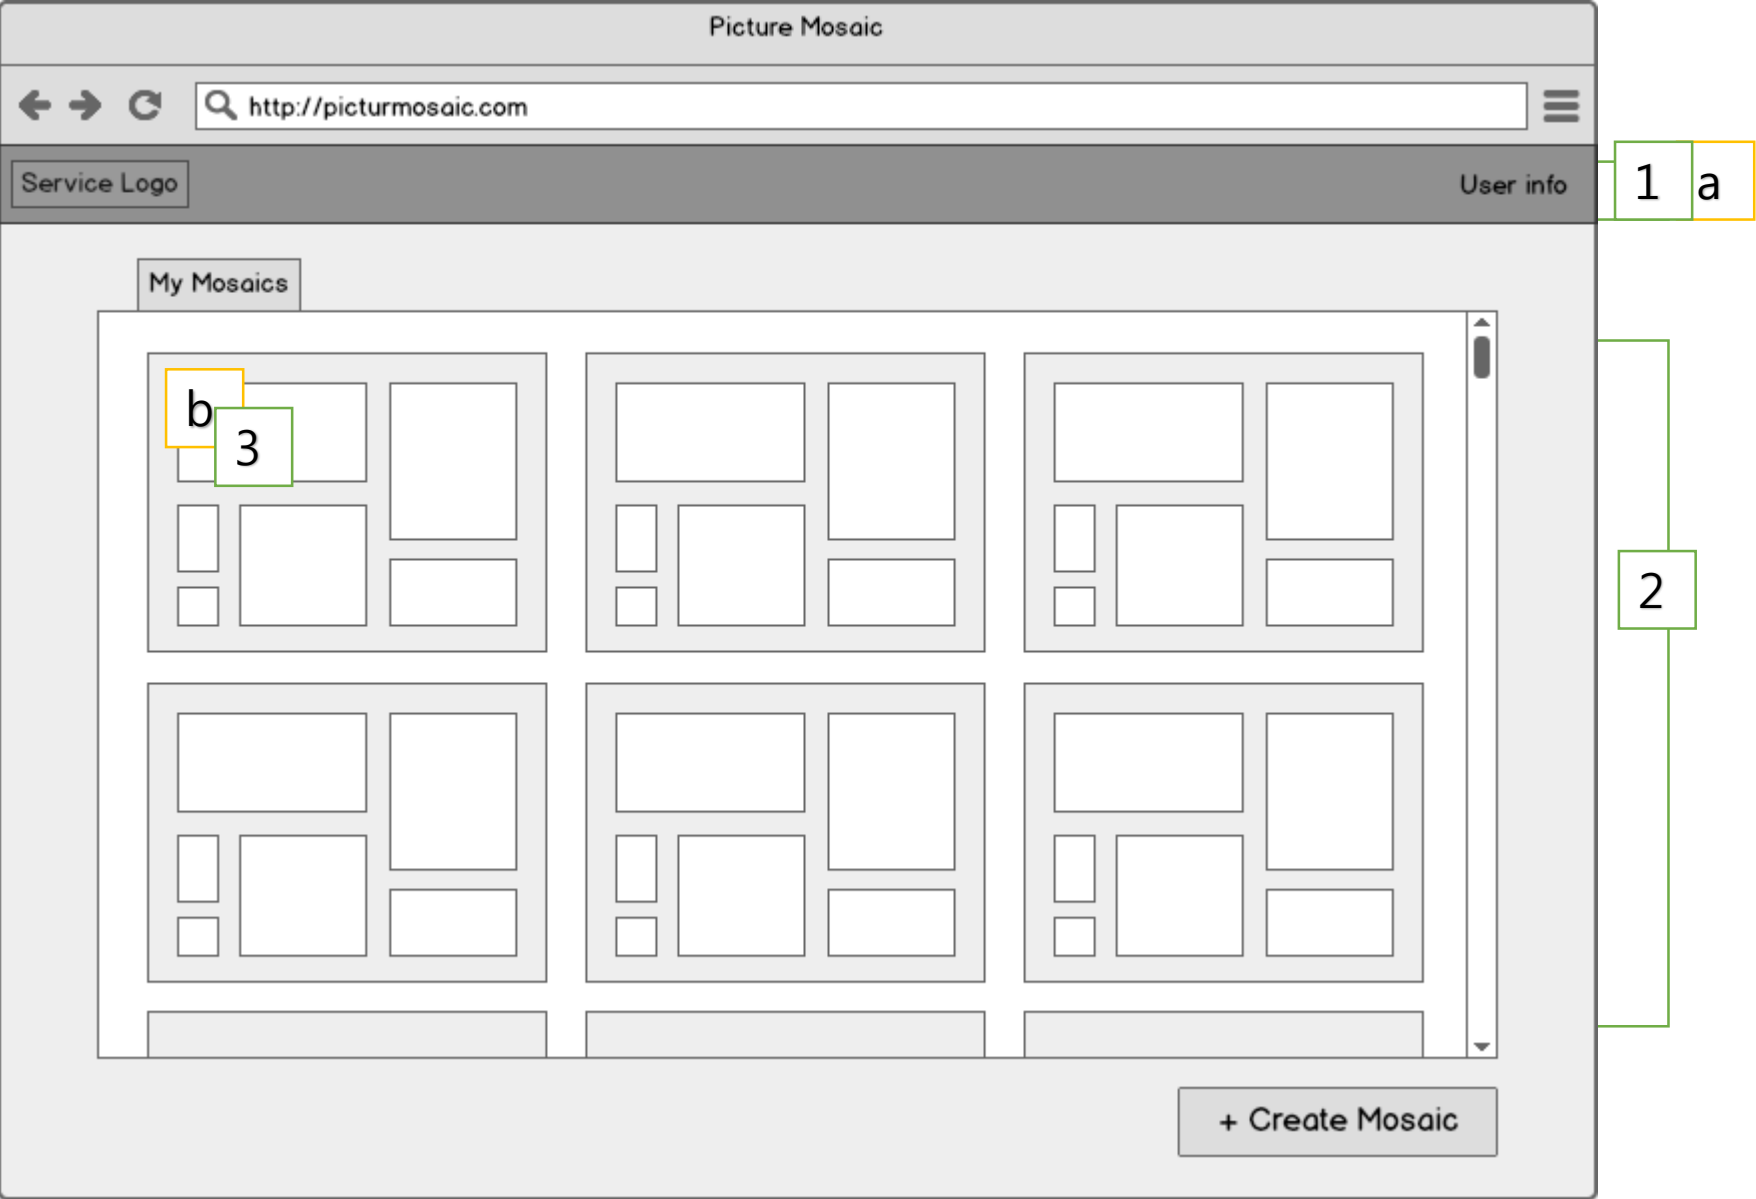 Picture Mosaic
http://picturmosaic.com
Service Logo
User info
1
a
My Mosaics
b
3
2
+ Create Mosaic